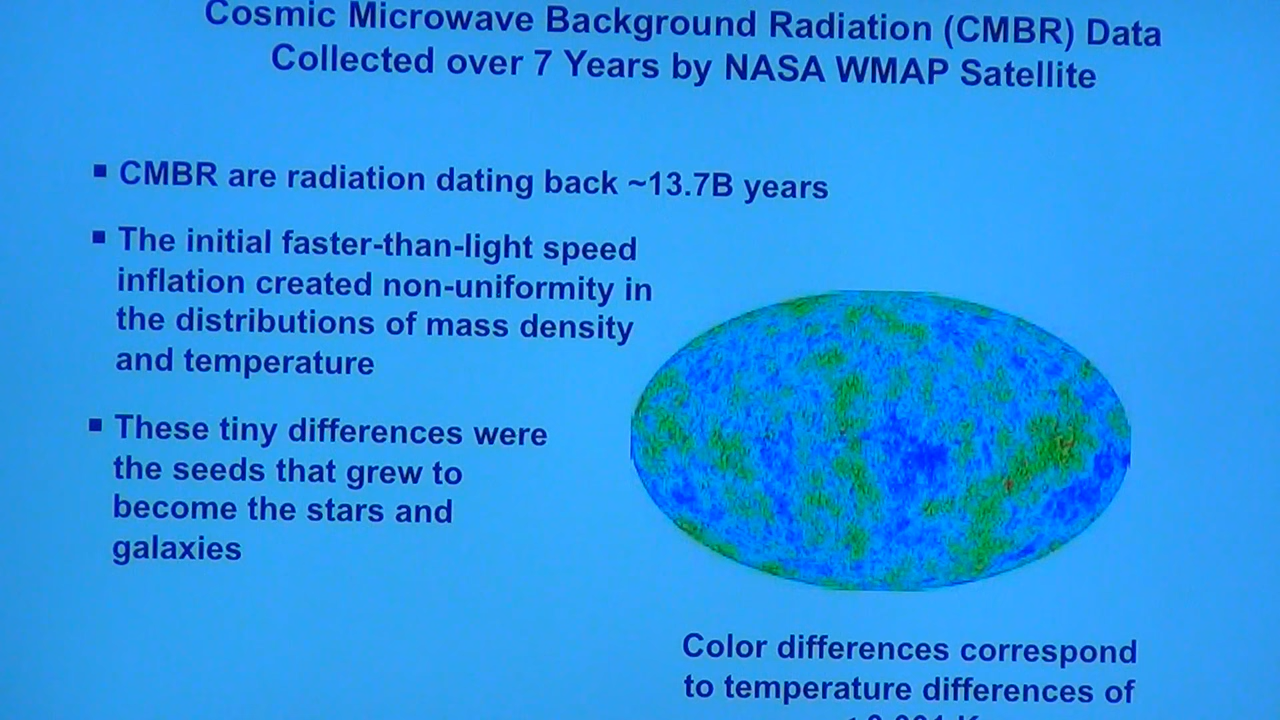 Cosmic Microwave Background Radiation (CMBR) Data
Collected over 7 Years by NASA WMAP Satellite
▪ CMBR are radiation dating back ~13.7B years
▪ The initial faster-than-light speed
inflation created non-uniformity in
the distributions of mass density
and temperature
▪ These tiny differences were
the seeds that grew to
become the stars and
galaxies
Color differences correspond
to temperature differences of